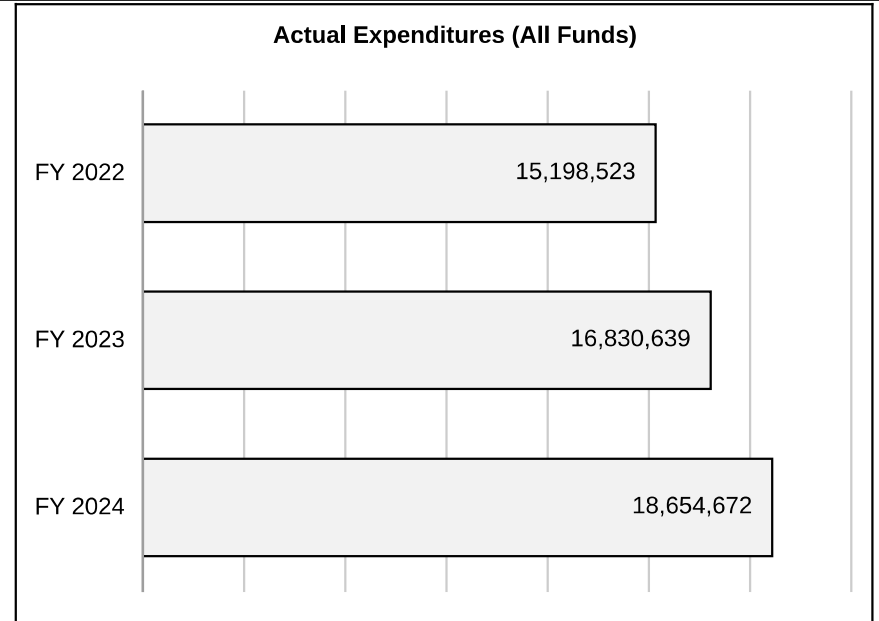 Actual Expenditures (All Funds)
FY 2022 15,198,523
FY 2023 16,830,639
FY 2024 18,654,672